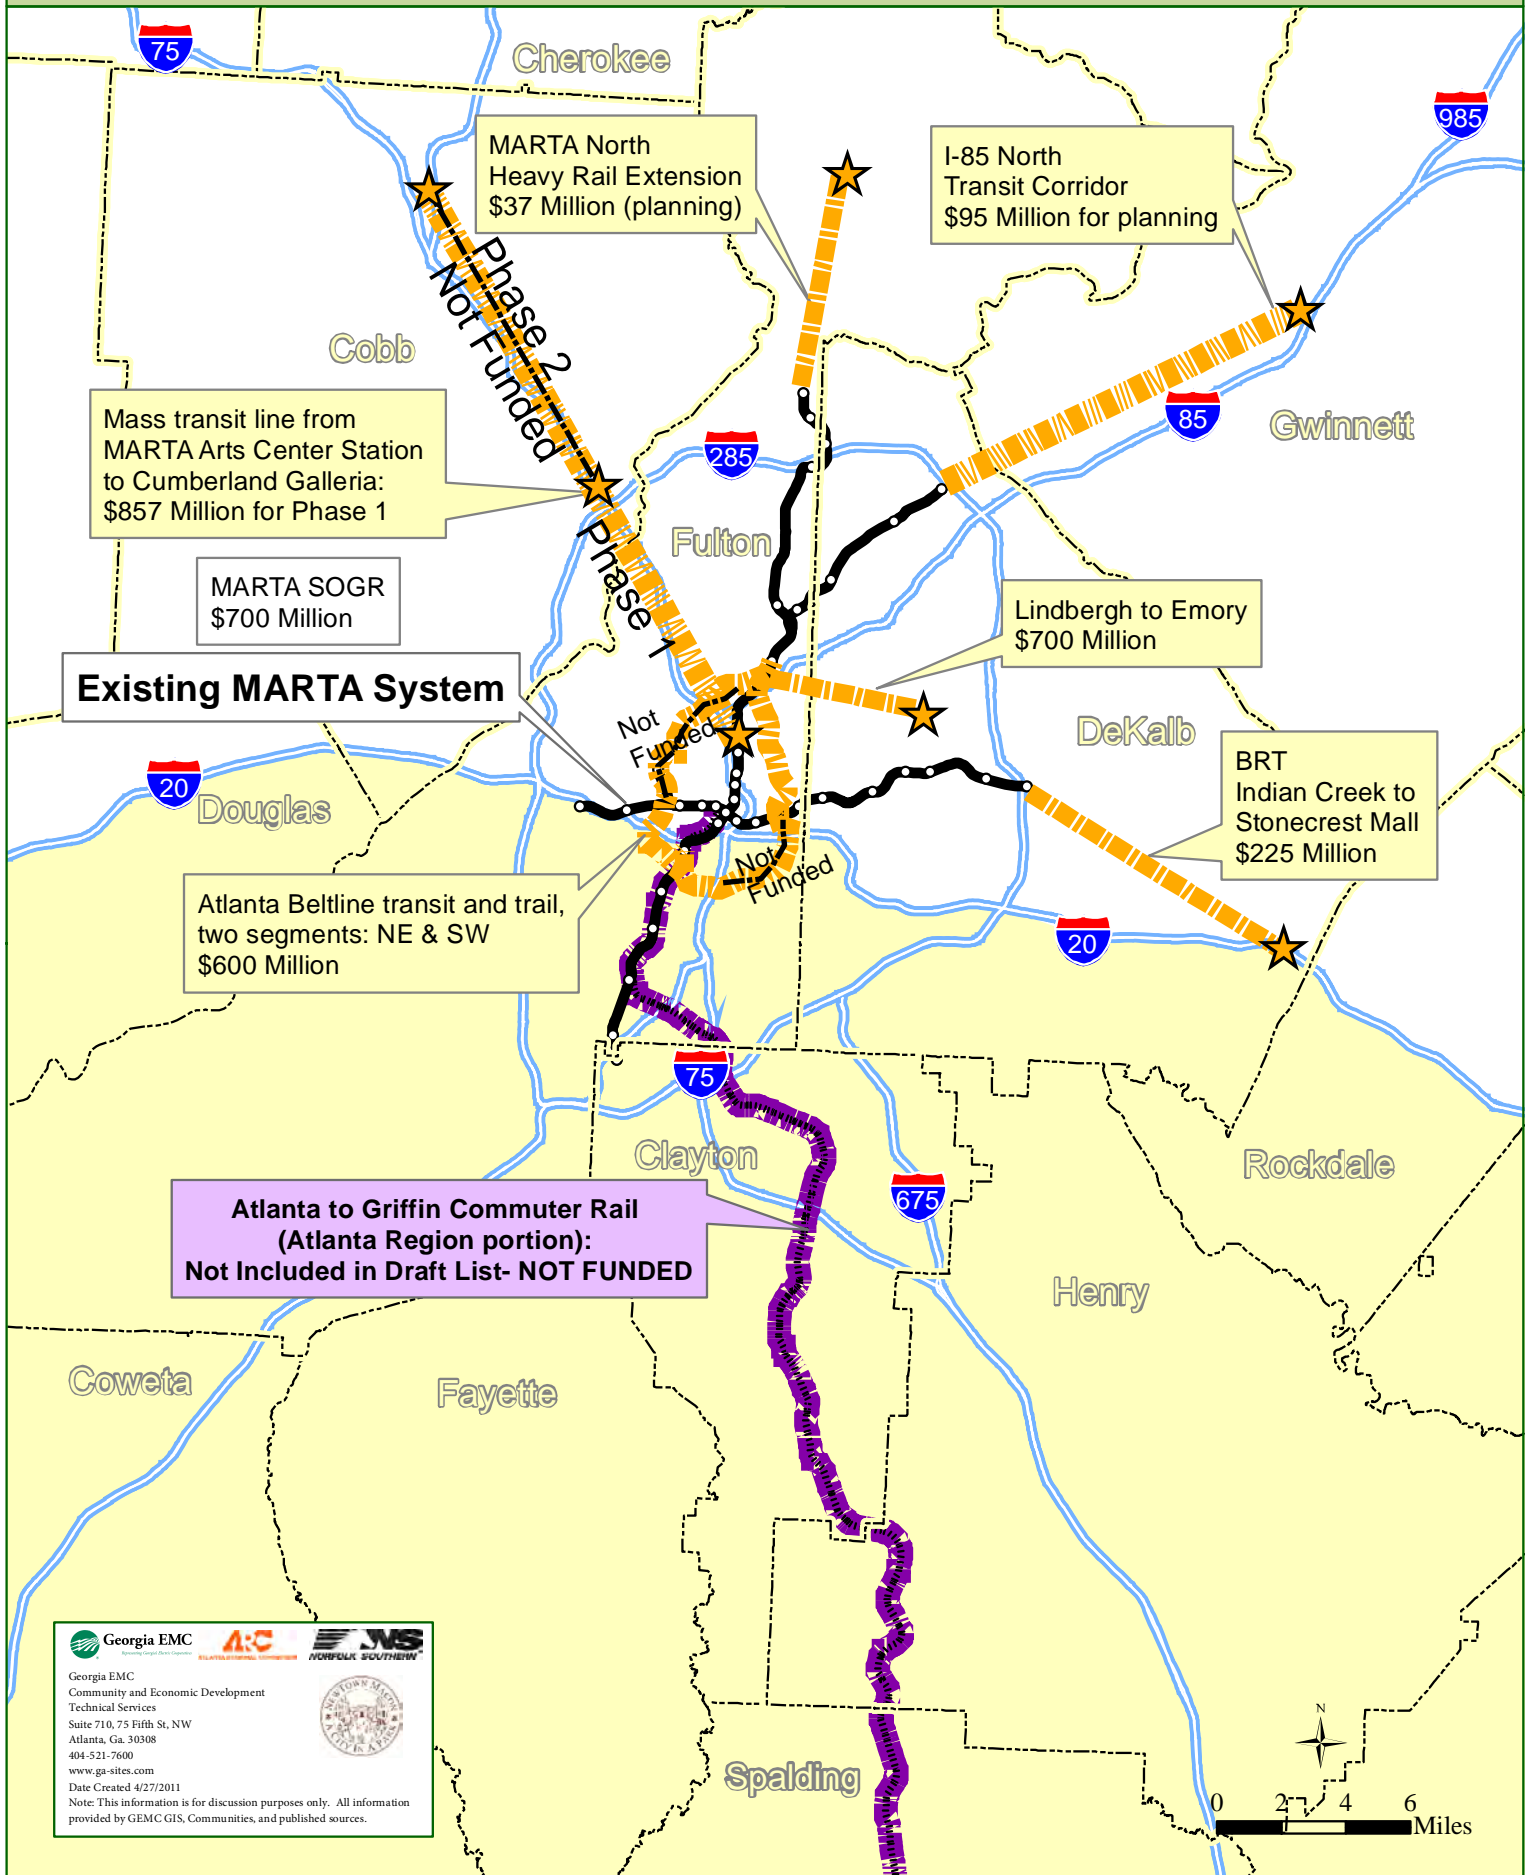 75
Cherokee
985
MARTA North
Heavy Rail Extension
$37 Million (planning)
I-85 North
Transit Corridor
$95 Million for planning
Phase 2
Not Funded
Cobb
Mass transit line from
MARTA Arts Center Station
to Cumberland Galleria:
$857 Million for Phase 1
285
85
Gwinnett
Fulton
Phase 1
MARTA SOGR
$700 Million
Lindbergh to Emory
$700 Million
Existing MARTA System
Not
Funded
DeKalb
BRT
Indian Creek to
Stonecrest Mall
$225 Million
20
Douglas
Not
Funded
Atlanta Beltline transit and trail,
two segments: NE & SW
$600 Million
20
75
Clayton
Rockdale
675
Atlanta to Griffin Commuter Rail
(Atlanta Region portion):
Not Included in Draft List- NOT FUNDED
Henry
Coweta
Fayette
Georgia EMC
ARC
NS
NORFOLK SOUTHERN
Georgia EMC
Community and Economic Development
Technical Services
Suite 710, 75 Fifth St, NW
Atlanta, Ga. 30308
404-521-7600
www.ga-sites.com
Date Created 4/27/2011
Note: This information is for discussion purposes only. All information
provided by GEMC GIS, Communities, and published sources.
Spalding
N
0 2 4 6
Miles